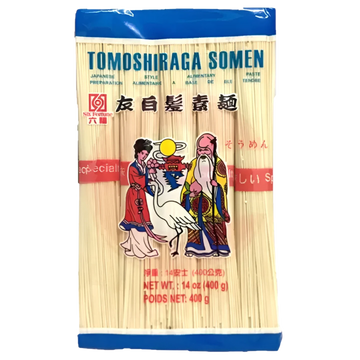 TOMOSHIRAGA SOMEN
JAPANESE STYLE ALIMENTARY PASTE
PREPARATION ALIMENTAIRE A BASE DE BLE TENDRE
Six Fortune
六福
友白髮素麵
そうめん
Special
しい Sp
淨重：14安士 (400公克)
NET WT. : 14 oz (400 g)
POIDS NET: 400 g